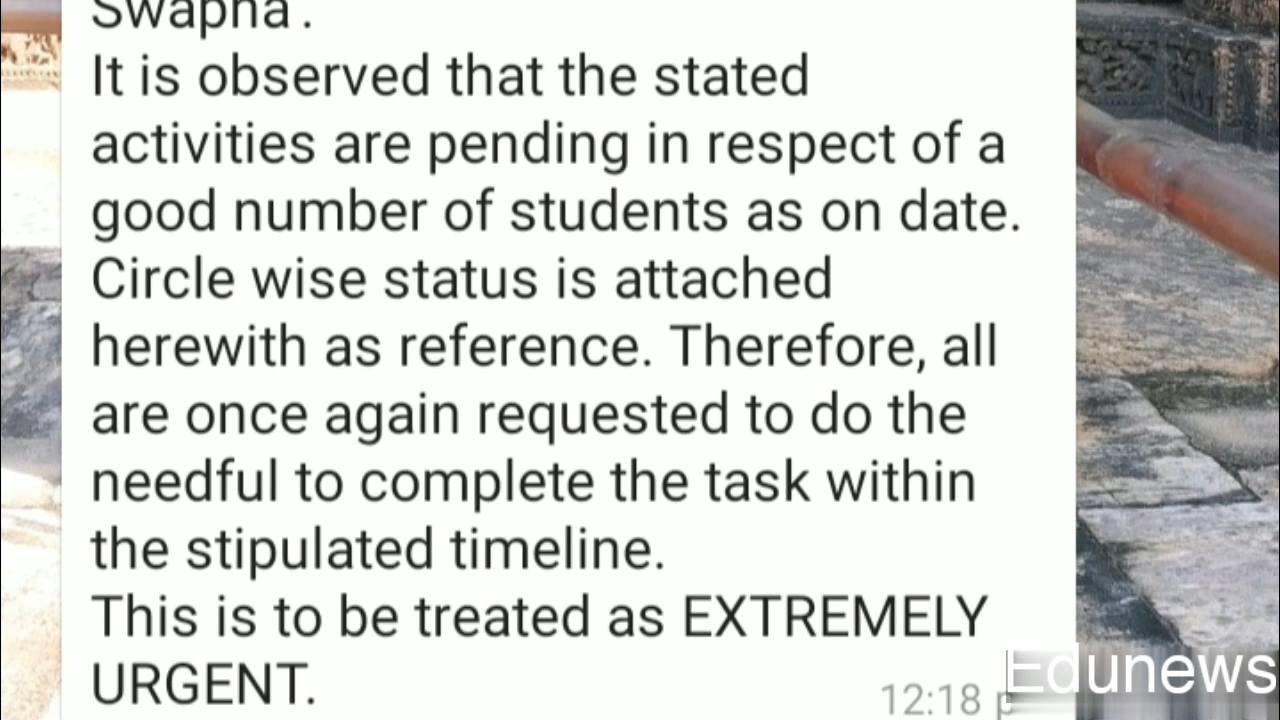 Swapna'.
It is observed that the stated
activities are pending in respect of a
good number of students as on date.
Circle wise status is attached
herewith as reference. Therefore, all
are once again requested to do the
needful to complete the task within
the stipulated timeline.
This is to be treated as EXTREMELY
URGENT.
12:18 p
Edunews